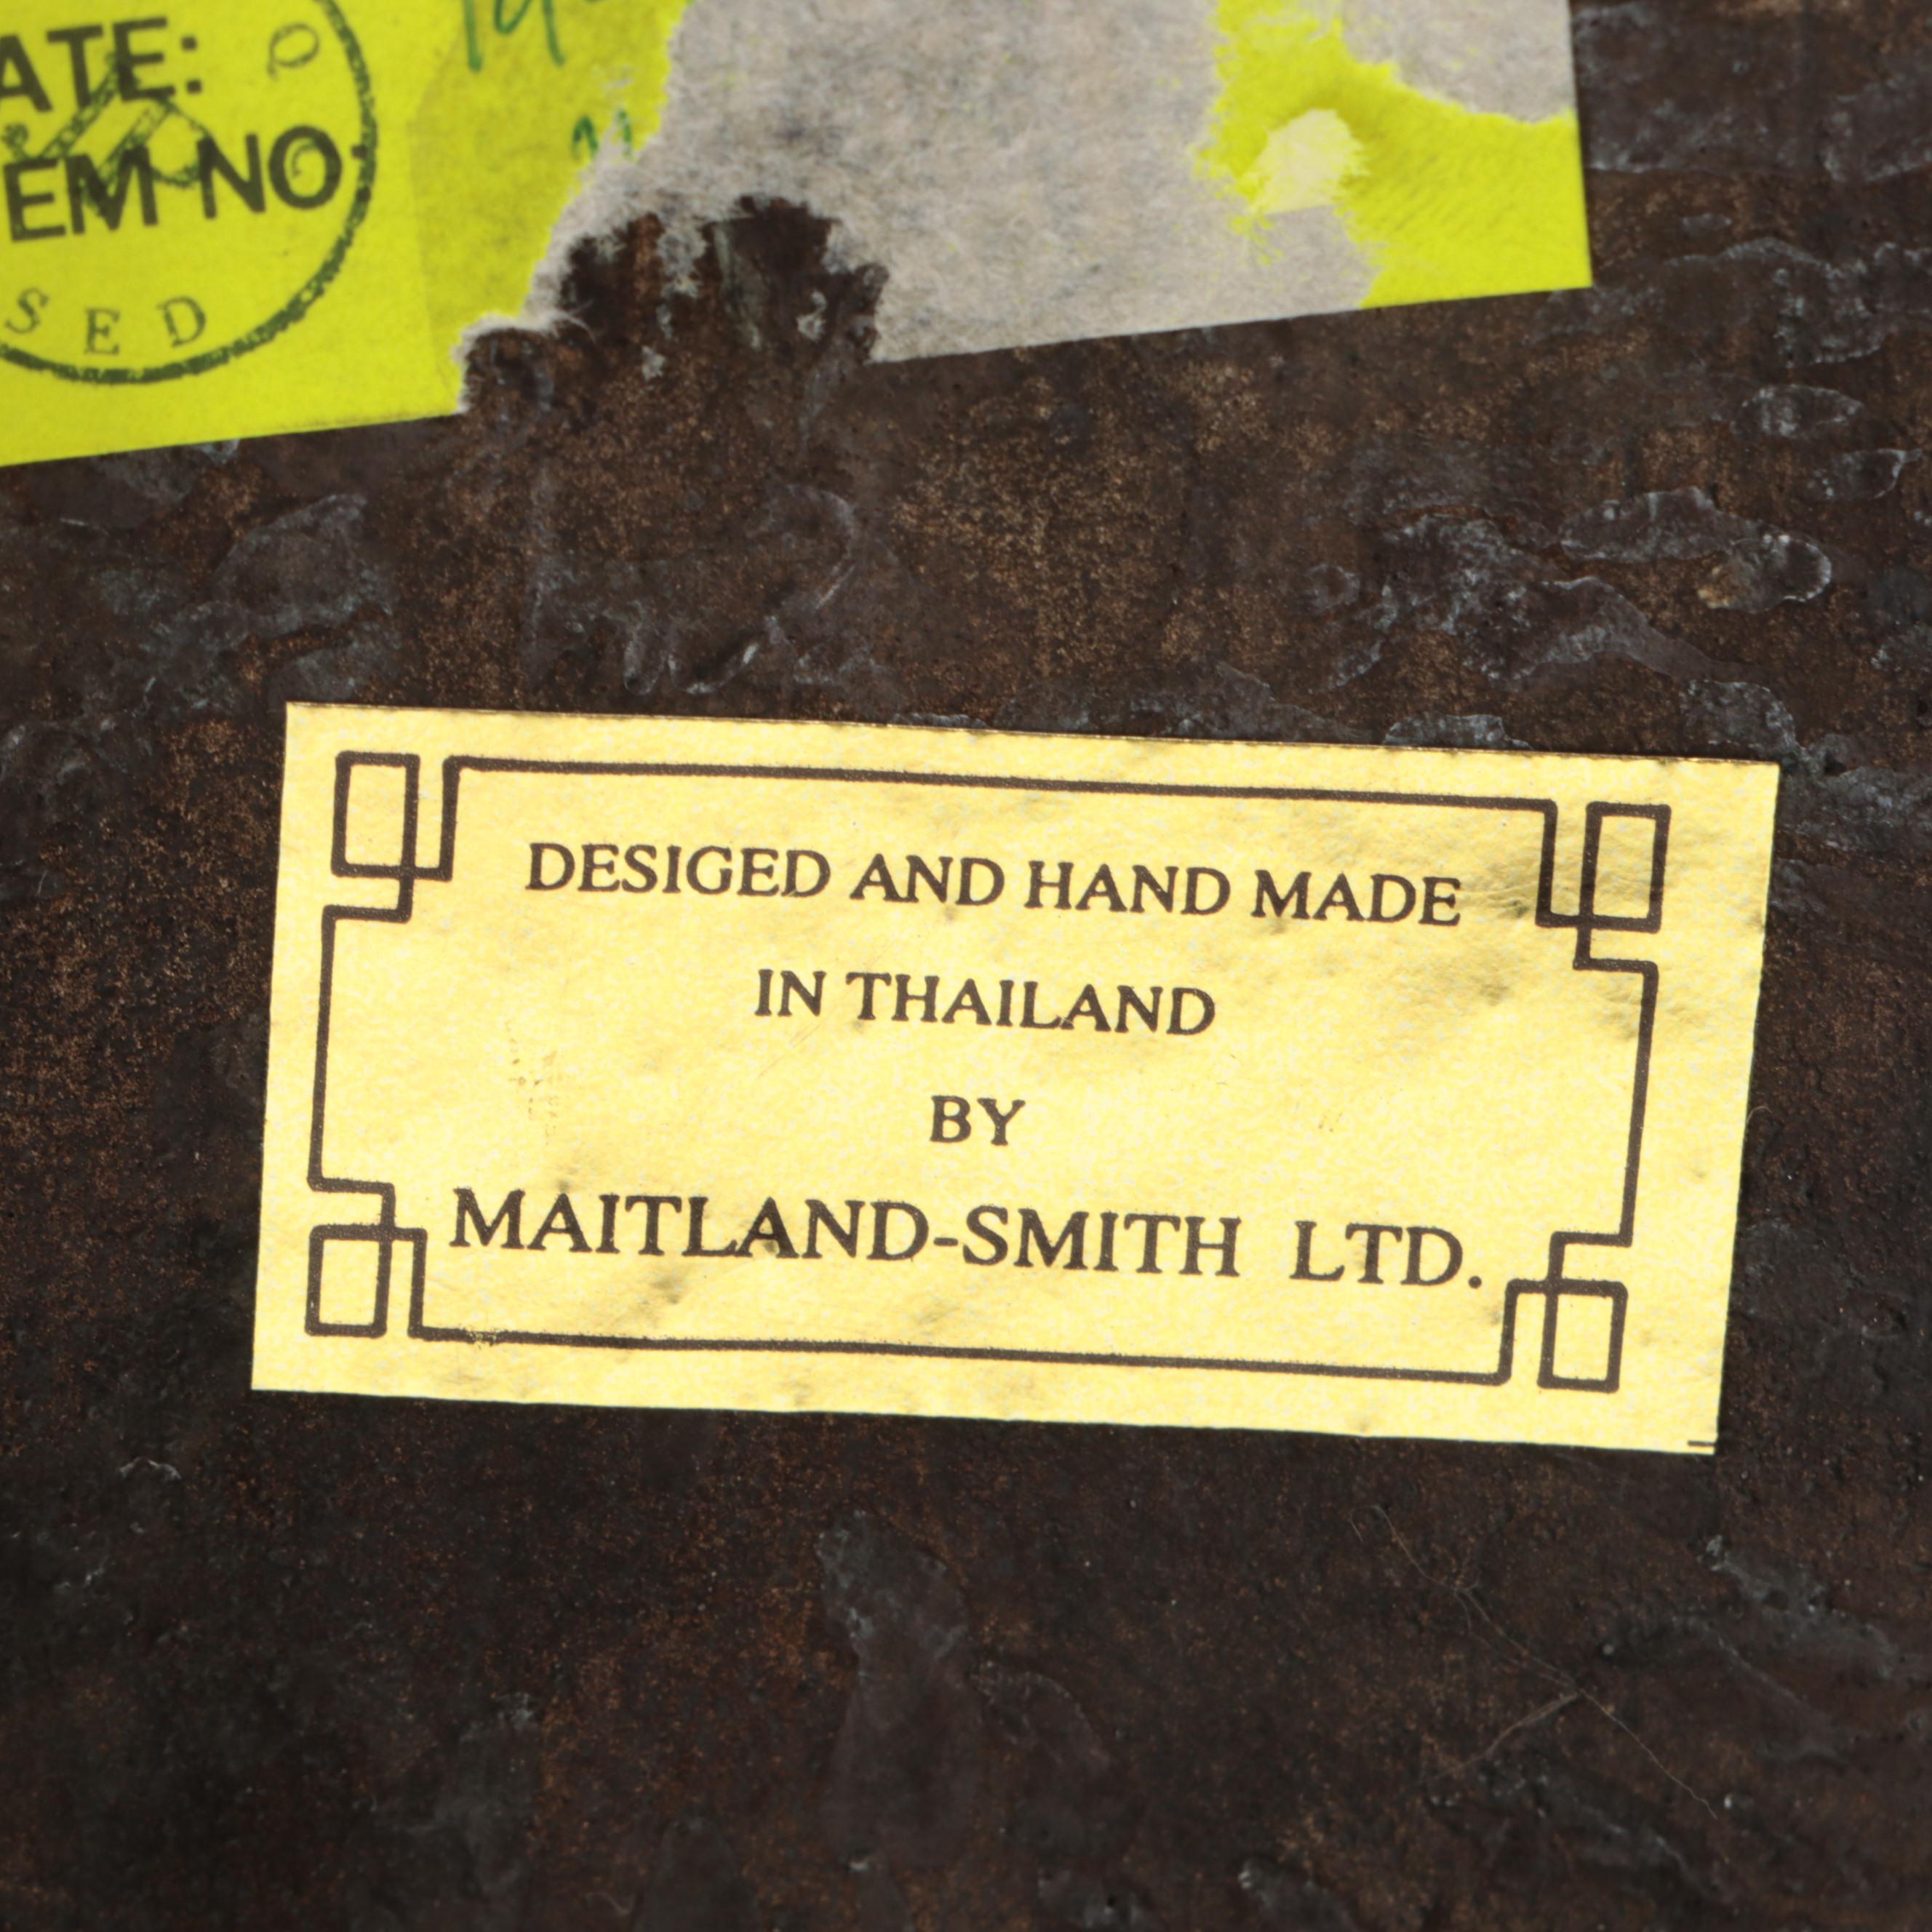 ATE:
EM NO
SED
DESIGED AND HAND MADE
IN THAILAND
BY
MAITLAND-SMITH LTD.